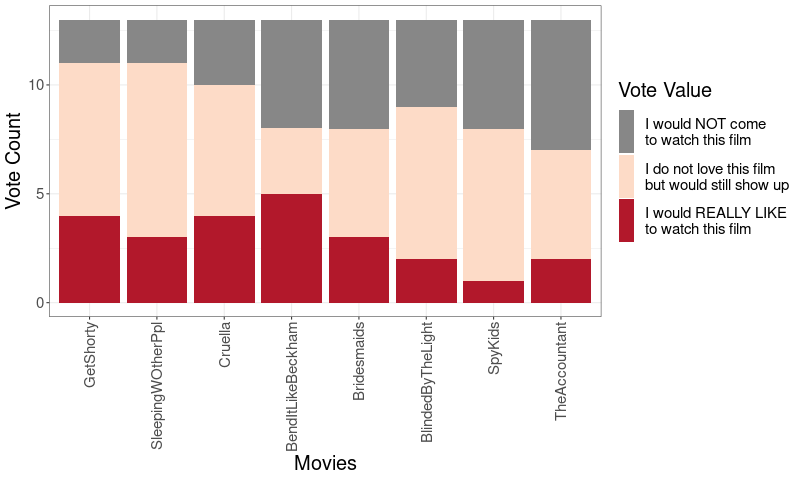 Vote Count
10
5
0
GetShorty
SleepingWOtherPpl
Cruella
BendItLikeBeckham
Bridesmaids
BlindedByTheLight
SpyKids
TheAccountant
Movies
Vote Value
I would NOT come
to watch this film
I do not love this film
but would still show up
I would REALLY LIKE
to watch this film